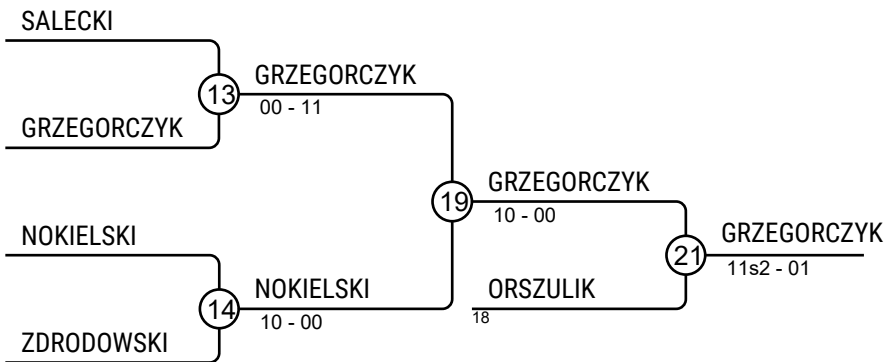 SALECKI
GRZEGORCZYK
13
00 - 11
GRZEGORCZYK
GRZEGORCZYK
19
10 - 00
NOKIELSKI
GRZEGORCZYK
21
11s2 - 01
NOKIELSKI
14
10 - 00
ORSZULIK
18
ZDRODOWSKI